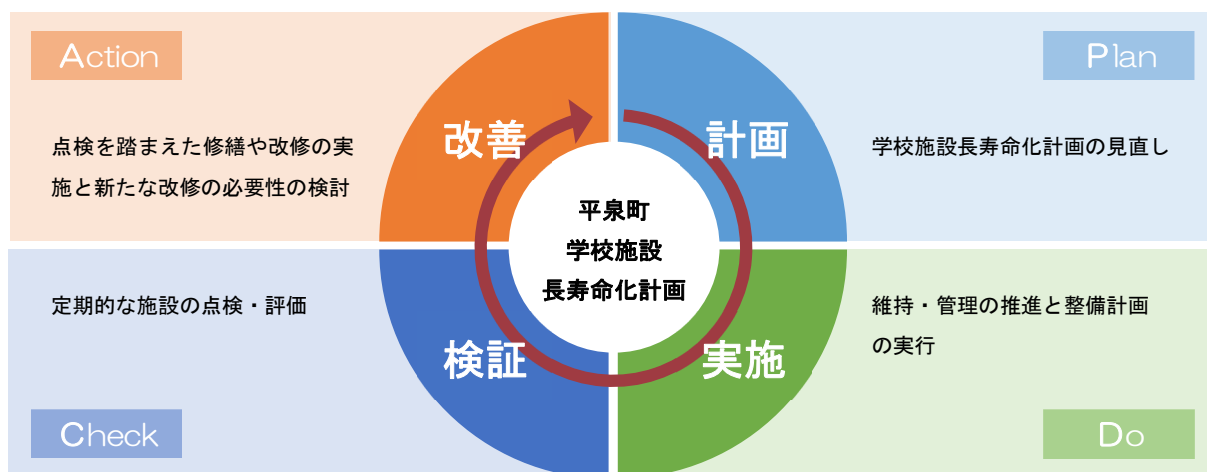 Action
点検を踏まえた修繕や改修の実
施と新たな改修の必要性の検討
改善
計画
Plan
学校施設長寿命化計画の見直し
平泉町
学校施設
長寿命化計画
定期的な施設の点検・評価
検証
Check
実施
維持・管理の推進と整備計画
の実行
Do